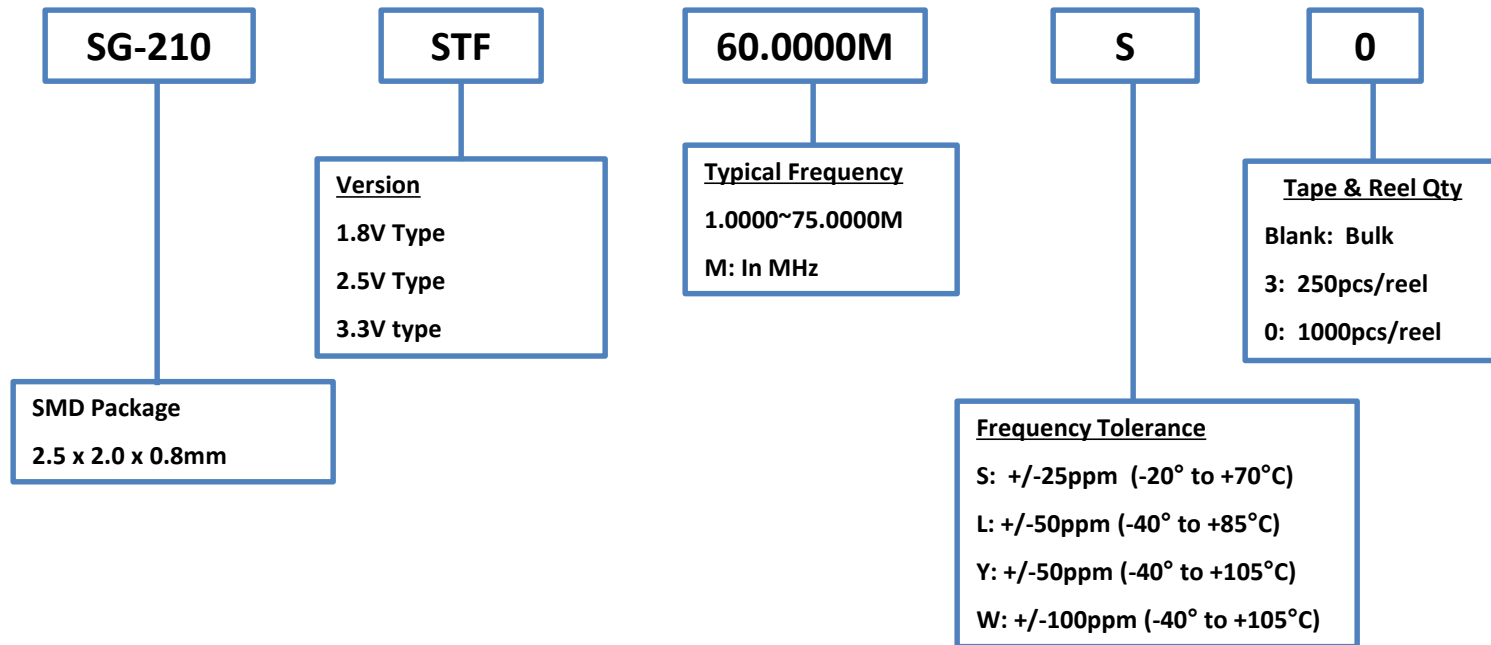 SG-210
STF
60.0000M
S
0
Version
1.8V Type
2.5V Type
3.3V type
Typical Frequency
1.0000~75.0000M
M: In MHz
Tape & Reel Qty
Blank:  Bulk
3:  250pcs/reel
0:  1000pcs/reel
SMD Package
2.5 x 2.0 x 0.8mm
Frequency Tolerance
S:  +/-25ppm  (-20° to +70°C)
L: +/-50ppm (-40° to +85°C)
Y: +/-50ppm (-40° to +105°C)
W: +/-100ppm (-40° to +105°C)